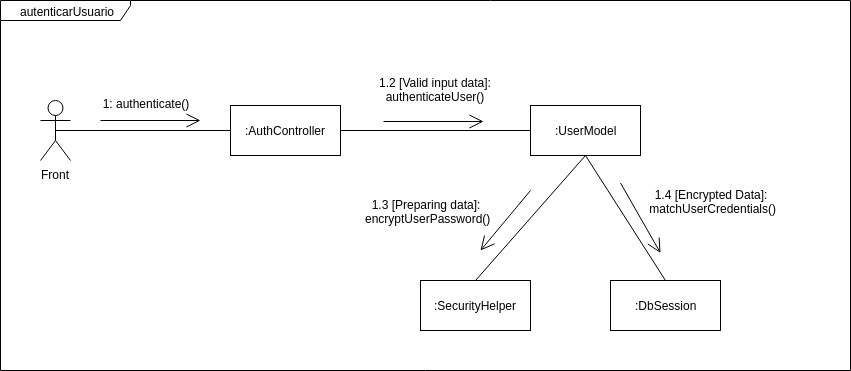 autenticarUsuario
1.2 [Valid input data]:
authenticateUser()
1: authenticate()
:AuthController
:UserModel
Front
1.3 [Preparing data]:
encryptUserPassword()
1.4 [Encrypted Data]:
matchUserCredentials()
:SecurityHelper
:DbSession